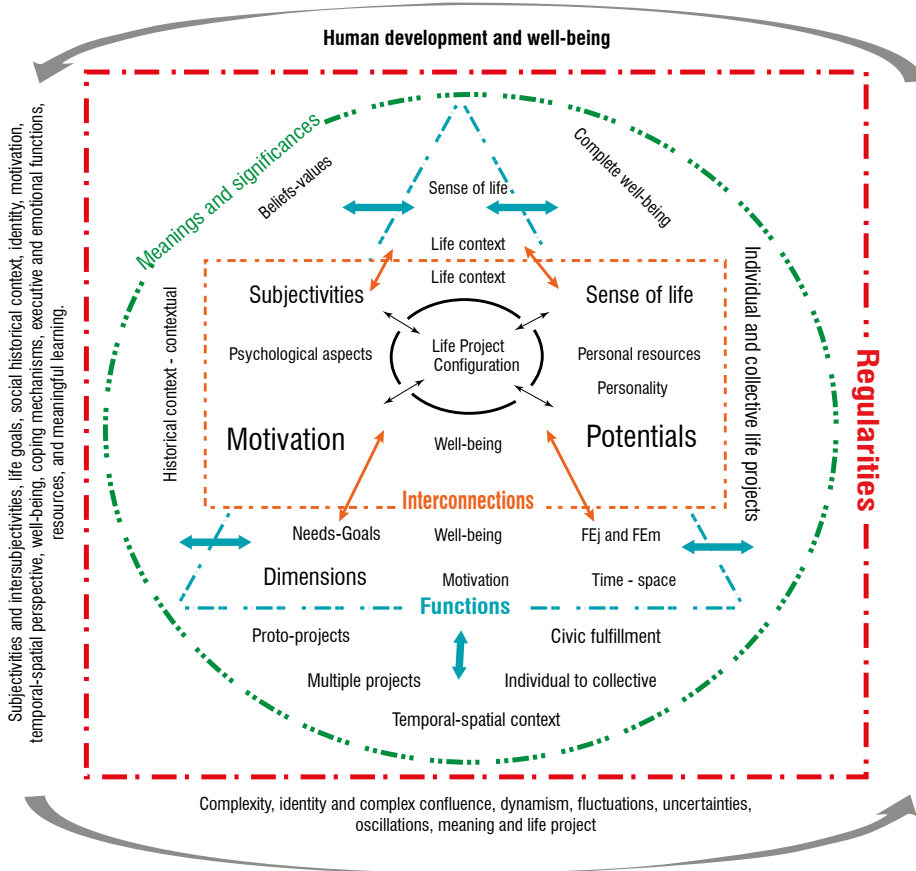 Human development and well-being
Subjectivities and intersubjectivities, life goals, social historical context, identity, motivation,
temporal-spatial perspective, well-being, coping mechanisms, executive and emotional functions,
resources, and meaningful learning.
Meanings and significances
Beliefs-values
Complete well-being
Sense of life
Life context
Life context
Subjectivities
Sense of life
Historical context - contextual
Psychological aspects
Life Project
Configuration
Personal resources
Personality
Individual and collective life projects
Regularities
Motivation
Well-being
Potentials
Interconnections
Needs-Goals
Well-being
FEj and FEm
Dimensions
Motivation
Time - space
Functions
Proto-projects
Civic fulfillment
Multiple projects
Individual to collective
Temporal-spatial context
Complexity, identity and complex confluence, dynamism, fluctuations, uncertainties,
oscillations, meaning and life project